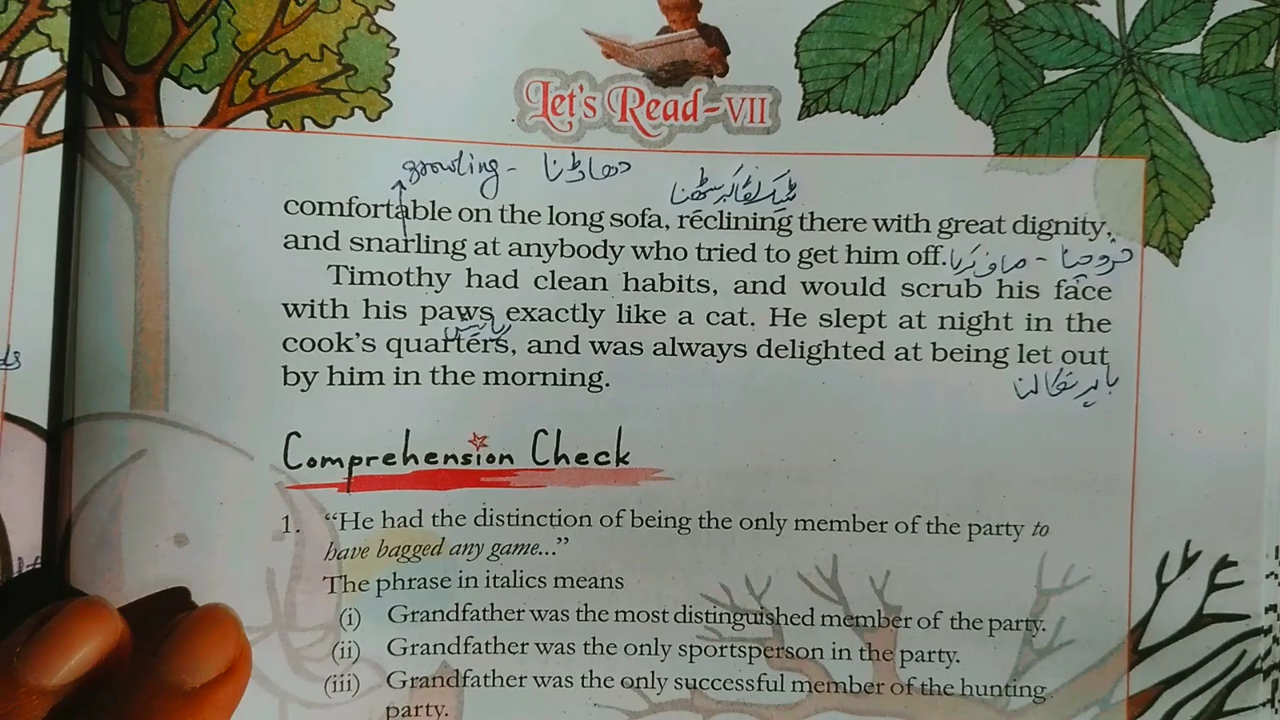 Let's Read-VII
growling - دھاڑنا
ٹیک لگا کر بیٹھنا
comfortable on the long sofa, reclining there with great dignity,
and snarling at anybody who tried to get him off.
صاف کرنا -
Timothy had clean habits, and would scrub his face
with his paws exactly like a cat. He slept at night in the
cook's quarters, and was always delighted at being let out
by him in the morning.
باہر نکالنا
Comprehension Check
1. "He had the distinction of being the only member of the party to
have bagged any game..."
The phrase in italics means
(i) Grandfather was the most distinguished member of the party.
(ii) Grandfather was the only sportsperson in the party.
(iii) Grandfather was the only successful member of the hunting
party.